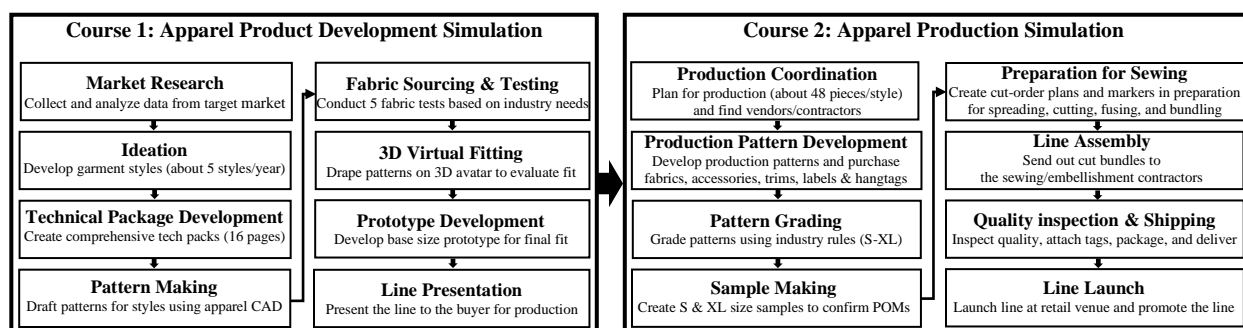 Course 1: Apparel Product Development Simulation
Market Research
Collect and analyze data from target market
Ideation
Develop garment styles (about 5 styles/year)
Technical Package Development
Create comprehensive tech packs (16 pages)
Pattern Making
Draft patterns for styles using apparel CAD
Fabric Sourcing & Testing
Conduct 5 fabric tests based on industry needs
3D Virtual Fitting
Drape patterns on 3D avatar to evaluate fit
Prototype Development
Develop base size prototype for final fit
Line Presentation
Present the line to the buyer for production
Course 2: Apparel Production Simulation
Production Coordination
Plan for production (about 48 pieces/style)
and find vendors/contractors
Production Pattern Development
Develop production patterns and purchase
fabrics, accessories, trims, labels & hangtags
Pattern Grading
Grade patterns using industry rules (S-XL)
Sample Making
Create S & XL size samples to confirm POMs
Preparation for Sewing
Create cut-order plans and markers in preparation
for spreading, cutting, fusing, and bundling
Line Assembly
Send out cut bundles to
the sewing/embellishment contractors
Quality inspection & Shipping
Inspect quality, attach tags, package, and deliver
Line Launch
Launch line at retail venue and promote the line